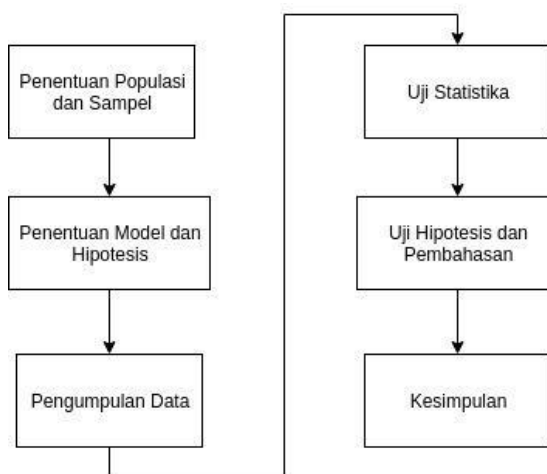 Penentuan Populasi
dan Sampel
Penentuan Model dan
Hipotesis
Pengumpulan Data
Uji Statistika
Uji Hipotesis dan
Pembahasan
Kesimpulan